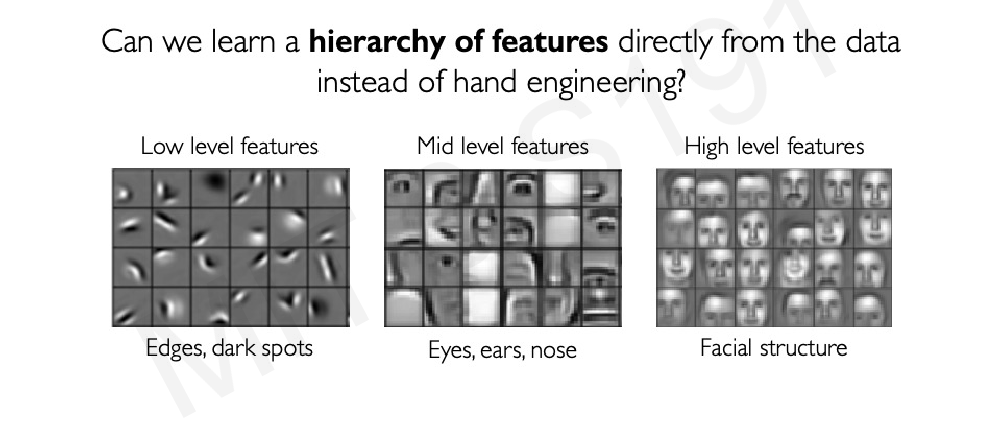 Can we learn a hierarchy of features directly from the data
instead of hand engineering?
Low level features
Mid level features
High level features
Edges, dark spots
Eyes, ears, nose
Facial structure